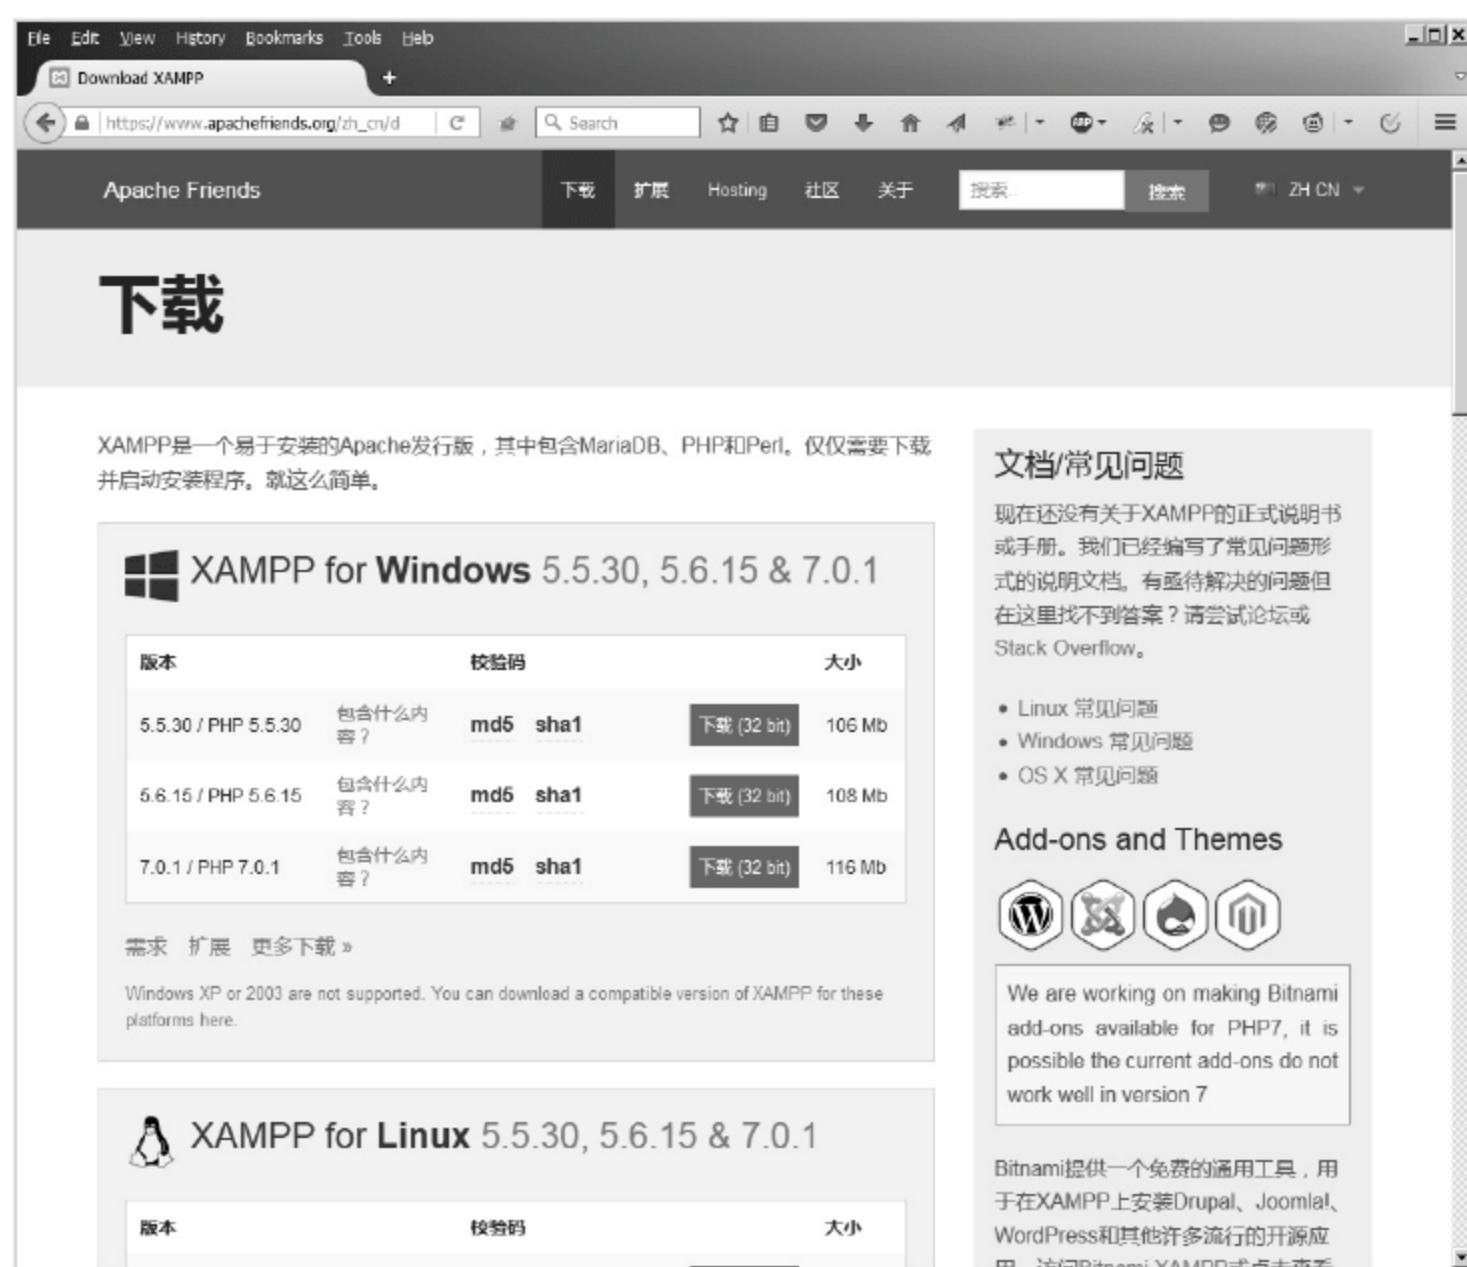 File Edit View History Bookmarks Tools Help
Download XAMPP
https://www.apachefriends.org/zh_cn/d
Search
Apache Friends
下载 扩展 Hosting 社区 关于
搜索...
搜索
ZH CN
下载
XAMPP是一个易于安装的Apache发行版，其中包含MariaDB、PHP和Perl。仅仅需要下载
并启动安装程序。就这么简单。
XAMPP for Windows 5.5.30, 5.6.15 & 7.0.1
版本 校验码 大小
5.5.30 / PHP 5.5.30 包含什么内
容？ md5 sha1 下载 (32 bit) 106 Mb
5.6.15 / PHP 5.6.15 包含什么内
容？ md5 sha1 下载 (32 bit) 108 Mb
7.0.1 / PHP 7.0.1 包含什么内
容？ md5 sha1 下载 (32 bit) 116 Mb
需求 扩展 更多下载 »
Windows XP or 2003 are not supported. You can download a compatible version of XAMPP for these
platforms here.
XAMPP for Linux 5.5.30, 5.6.15 & 7.0.1
版本 校验码 大小
文档/常见问题
现在还没有关于XAMPP的正式说明书
或手册。我们已经编写了常见问题形
式的说明文档。有亟待解决的问题但
在这里找不到答案？请尝试论坛或
Stack Overflow。
• Linux 常见问题
• Windows 常见问题
• OS X 常见问题
Add-ons and Themes
We are working on making Bitnami
add-ons available for PHP7, it is
possible the current add-ons do not
work well in version 7
Bitnami提供一个免费的通用工具，用
于在XAMPP上安装Drupal、Joomla!、
WordPress和其他许多流行的开源应